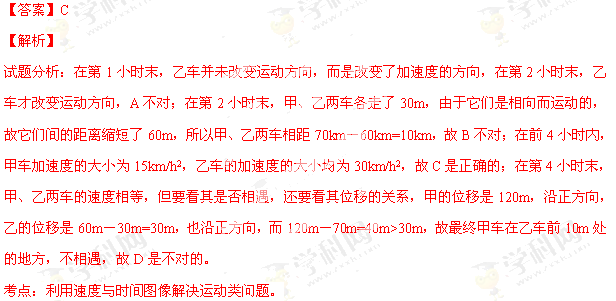 【答案】C
【解析】
试题分析：在第 1 小时末，乙车并未改变运动方向，而是改变了加速度的方向，在第 2 小时末，乙
车才改变运动方向，A 不对；在第 2 小时末，甲、乙两车各走了 30m，由于它们是相向而运动的，
故它们间的距离缩短了 60m，所以甲、乙两车相距 70km－60km=10km，故 B 不对；在前 4 小时内，
甲车加速度的大小为 15km/h²，乙车的加速度的大小均为 30km/h²，故 C 是正确的；在第 4 小时末，
甲、乙两车的速度相等，但要看其是否相遇，还要看其位移的关系，甲的位移是 120m，沿正方向，
乙的位移是 60m－30m=30m，也沿正方向，而 120m－70m=40m>30m，故最终甲车在乙车前 10m 处
的地方，不相遇，故 D 是不对的。
考点：利用速度与时间图像解决运动类问题。